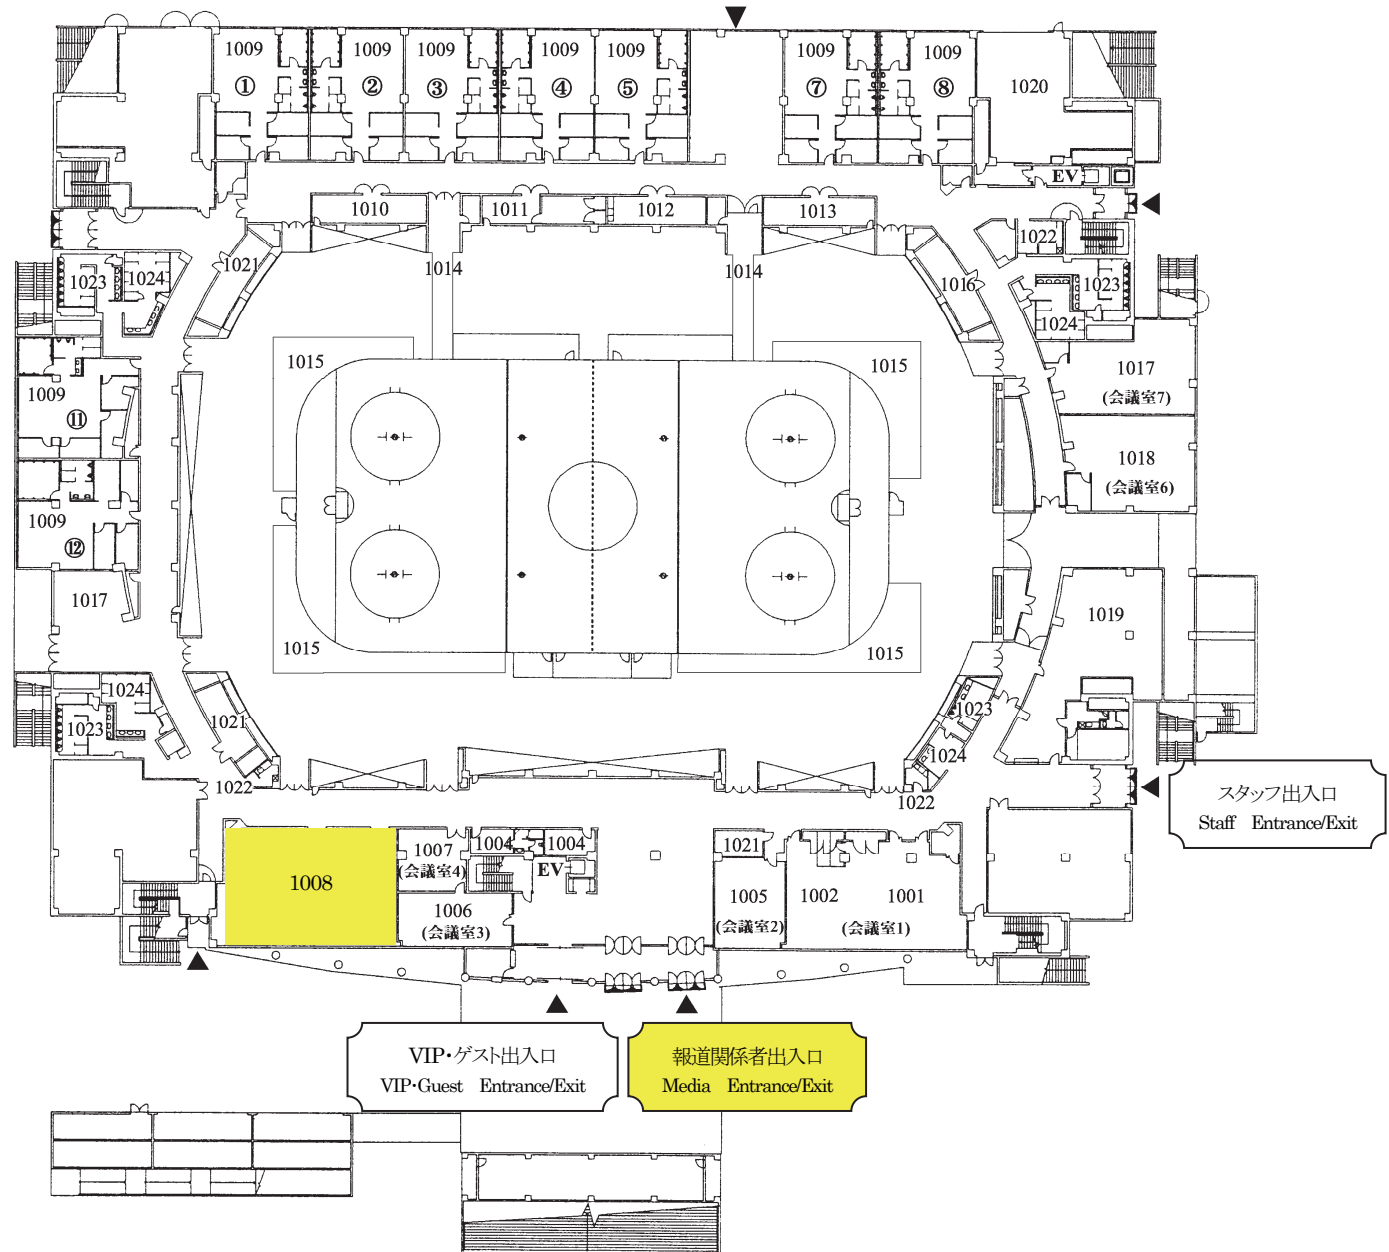 1009 1009 1009 1009 1009 1009 1009
① ② ③ ④ ⑤ ⑦ ⑧
1020
EV
1010 1011 1012 1013
1022
1021 1014 1014 1016
1023 1024 1023
1024
1015 1015
1017
(会議室7)
1009
⑪
1018
(会議室6)
1009
⑫
1017
1019
1015 1015
1024
1023
1021
1023
1024
1022
1022
スタッフ出入口
Staff Entrance/Exit
1004 1004
1007
(会議室4)
EV
1021
1008
1006
(会議室3)
1005
(会議室2)
1002 1001
(会議室1)
VIP・ゲスト出入口
VIP・Guest Entrance/Exit
報道関係者出入口
Media Entrance/Exit